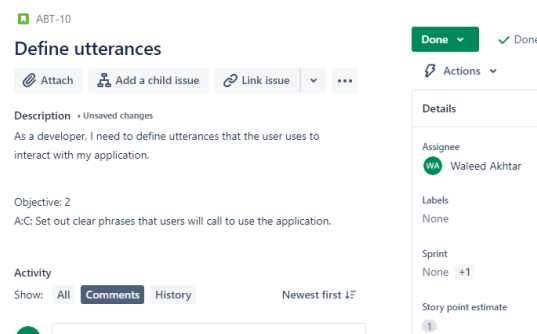 ABT-10
Define utterances
Attach
Add a child issue
Link issue
Description • Unsaved changes
As a developer, I need to define utterances that the user uses to
interact with my application.
Objective: 2
A:C: Set out clear phrases that users will call to use the application.
Activity
Show: All Comments History Newest first
Done
Done
Actions
Details
Assignee
WA Waleed Akhtar
Labels
None
Sprint
None +1
Story point estimate
1